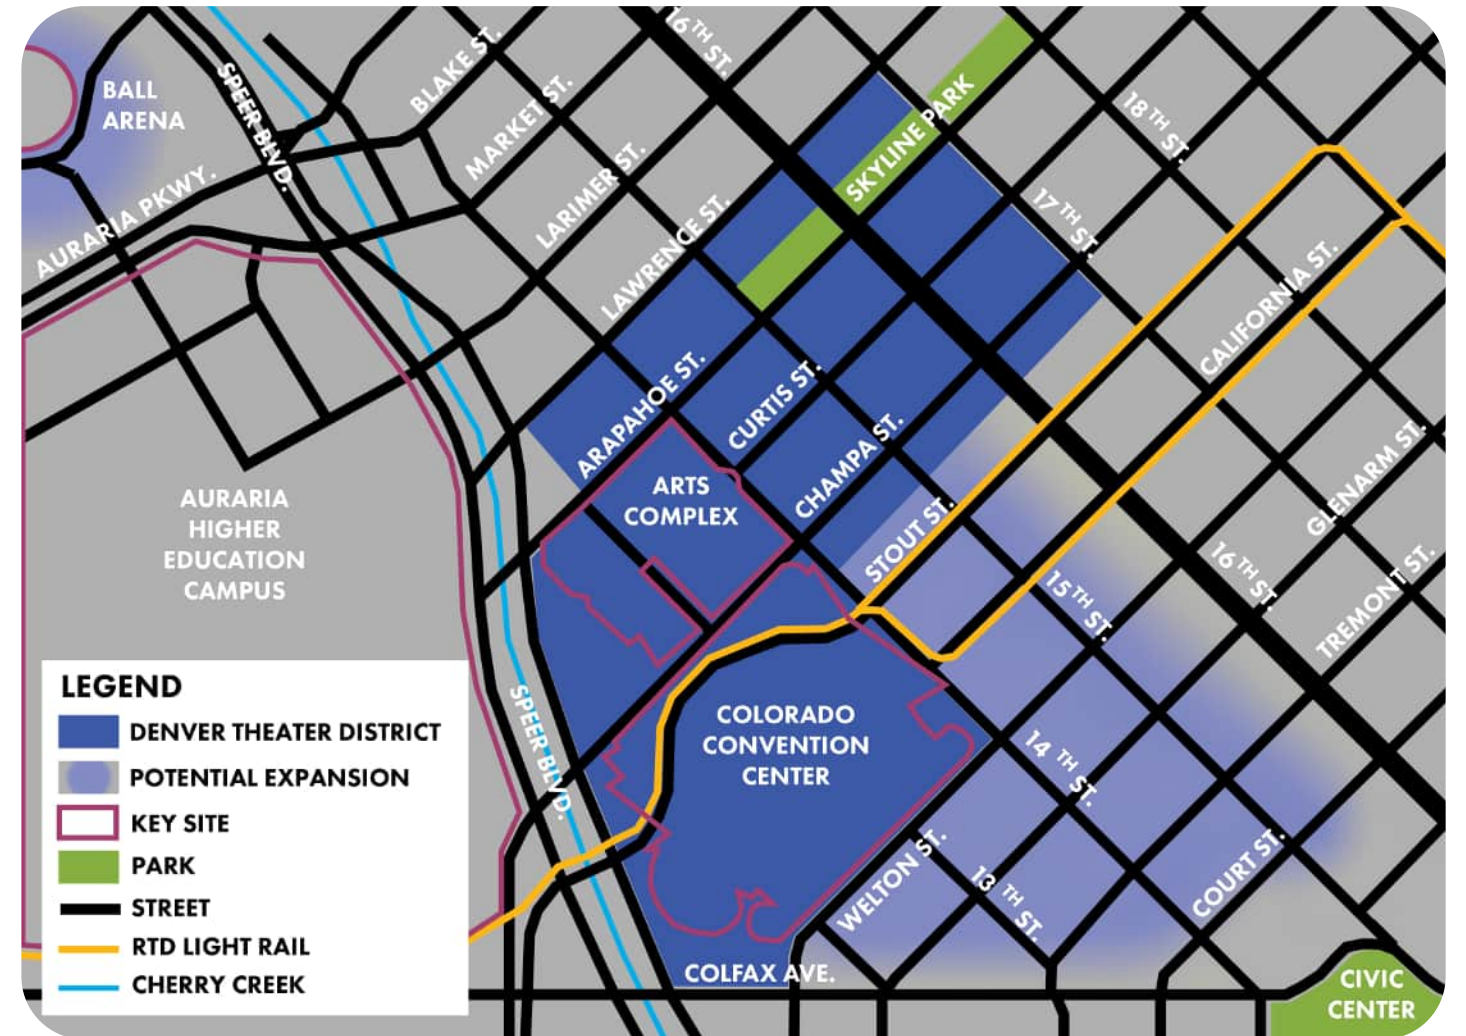 16TH ST.
BLAKE ST.
SPEER BLVD.
BALL
ARENA
MARKET ST.
SKYLINE PARK
18TH ST.
AURARIA PKWY.
LARIMER ST.
LAWRENCE ST.
17TH ST.
CALIFORNIA ST.
ARAPAHOE ST.
CURTIS ST.
CHAMPA ST.
GLENARM ST.
ARTS
COMPLEX
STOUT ST.
AURARIA
HIGHER
EDUCATION
CAMPUS
15TH ST.
16TH ST.
TREMONT ST.
SPEER BLVD.
COLORADO
CONVENTION
CENTER
14TH ST.
WELTON ST.
13TH ST.
COURT ST.
COLFAX AVE.
CIVIC
CENTER
LEGEND
DENVER THEATER DISTRICT
POTENTIAL EXPANSION
KEY SITE
PARK
STREET
RTD LIGHT RAIL
CHERRY CREEK